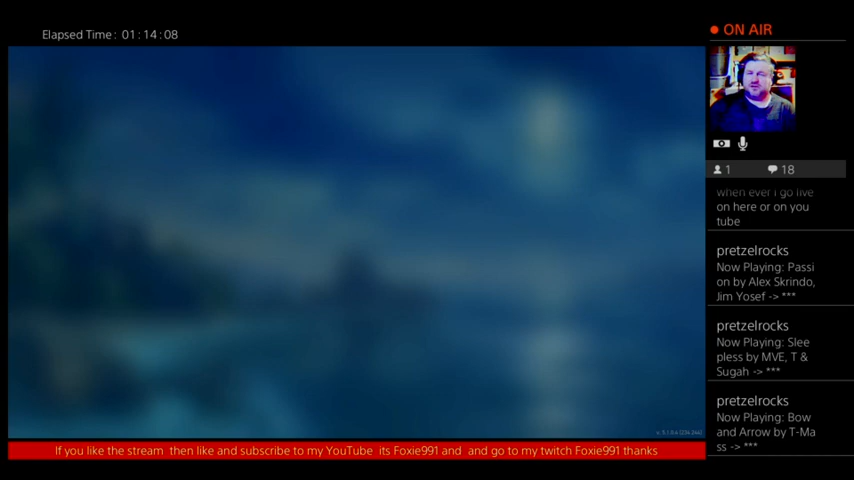 Elapsed Time: 01:14:08
ON AIR
1 18
when ever i go live
on here or on you
tube
pretzelrocks
Now Playing: Passi
on by Alex Skrindo,
Jim Yosef -> ***
pretzelrocks
Now Playing: Slee
pless by MVE, T &
Sugah -> ***
pretzelrocks
Now Playing: Bow
and Arrow by T-Ma
ss -> ***
If you like the stream then like and subscribe to my YouTube its Foxie991 and and go to my twitch Foxie991 thanks